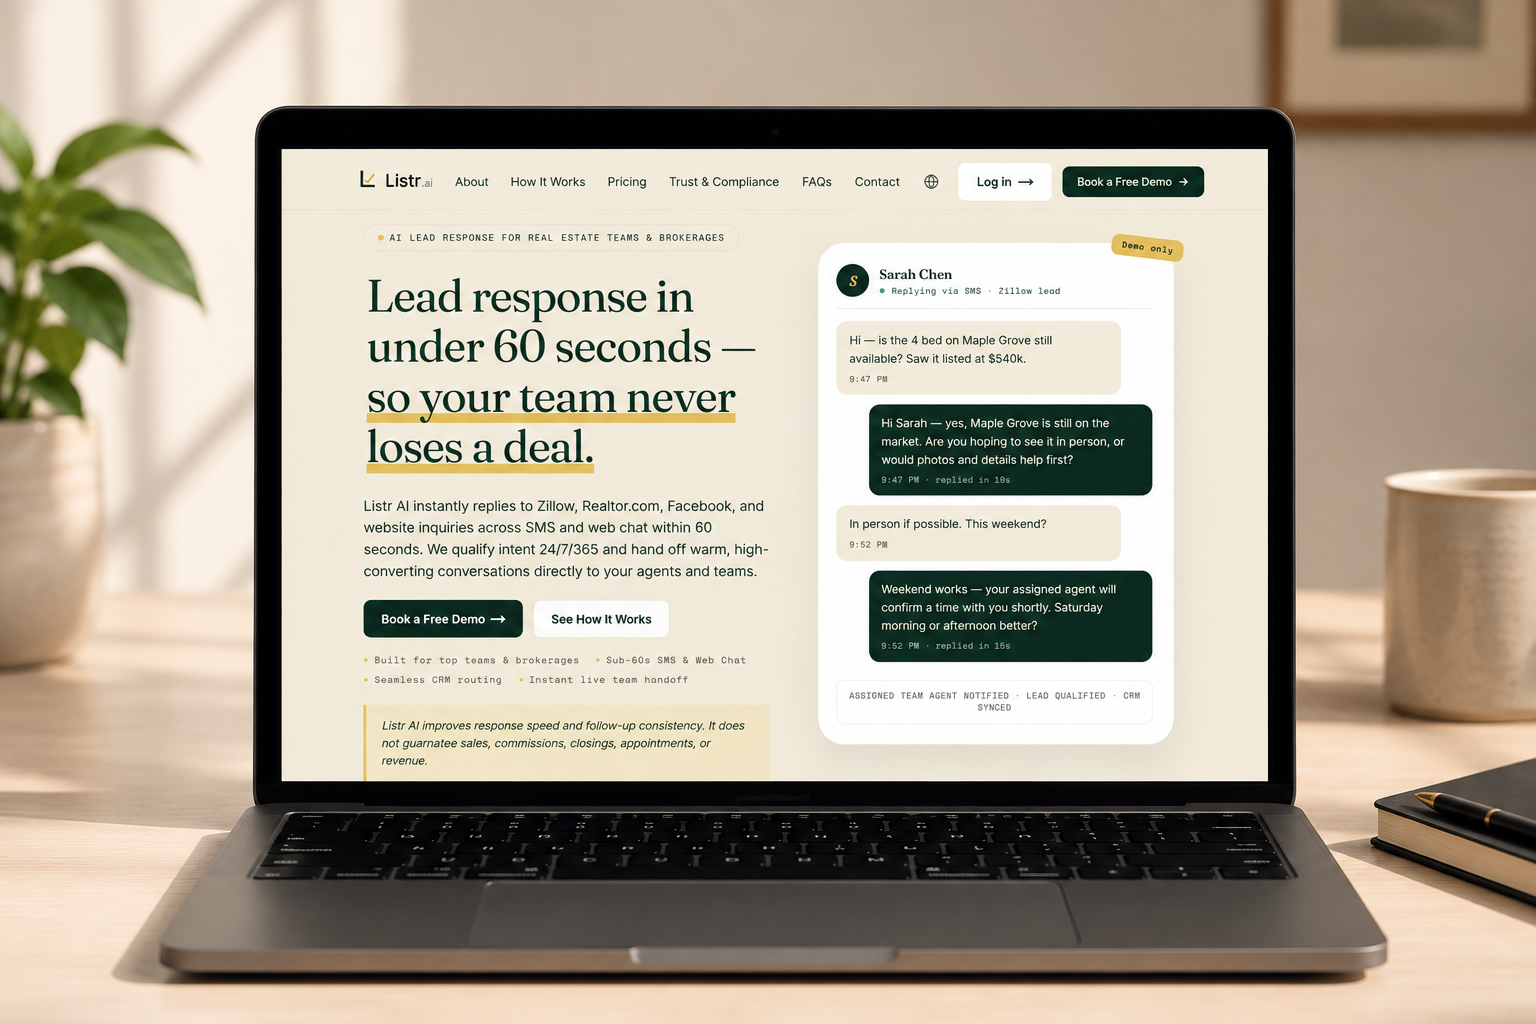 Listr.ai
About
How It Works
Pricing
Trust & Compliance
FAQs
Contact
Log in →
Book a Free Demo →
AI LEAD RESPONSE FOR REAL ESTATE TEAMS & BROKERAGES
Lead response in
under 60 seconds —
so your team never
loses a deal.
Listr AI instantly replies to Zillow, Realtor.com, Facebook, and
website inquiries across SMS and web chat within 60
seconds. We qualify intent 24/7/365 and hand off warm, high-
converting conversations directly to your agents and teams.
Book a Free Demo →
See How It Works
• Built for top teams & brokerages • Sub-60s SMS & Web Chat
• Seamless CRM routing • Instant live team handoff
Listr AI improves response speed and follow-up consistency. It does
not guarnatee sales, commissions, closings, appointments, or
revenue.
Demo only
S
Sarah Chen
• Replying via SMS · Zillow lead
Hi — is the 4 bed on Maple Grove still
available? Saw it listed at $540k.
9:47 PM
Hi Sarah — yes, Maple Grove is still on the
market. Are you hoping to see it in person, or
would photos and details help first?
9:47 PM · replied in 19s
In person if possible. This weekend?
9:52 PM
Weekend works — your assigned agent will
confirm a time with you shortly. Saturday
morning or afternoon better?
9:52 PM · replied in 16s
ASSIGNED TEAM AGENT NOTIFIED · LEAD QUALIFIED · CRM
SYNCED